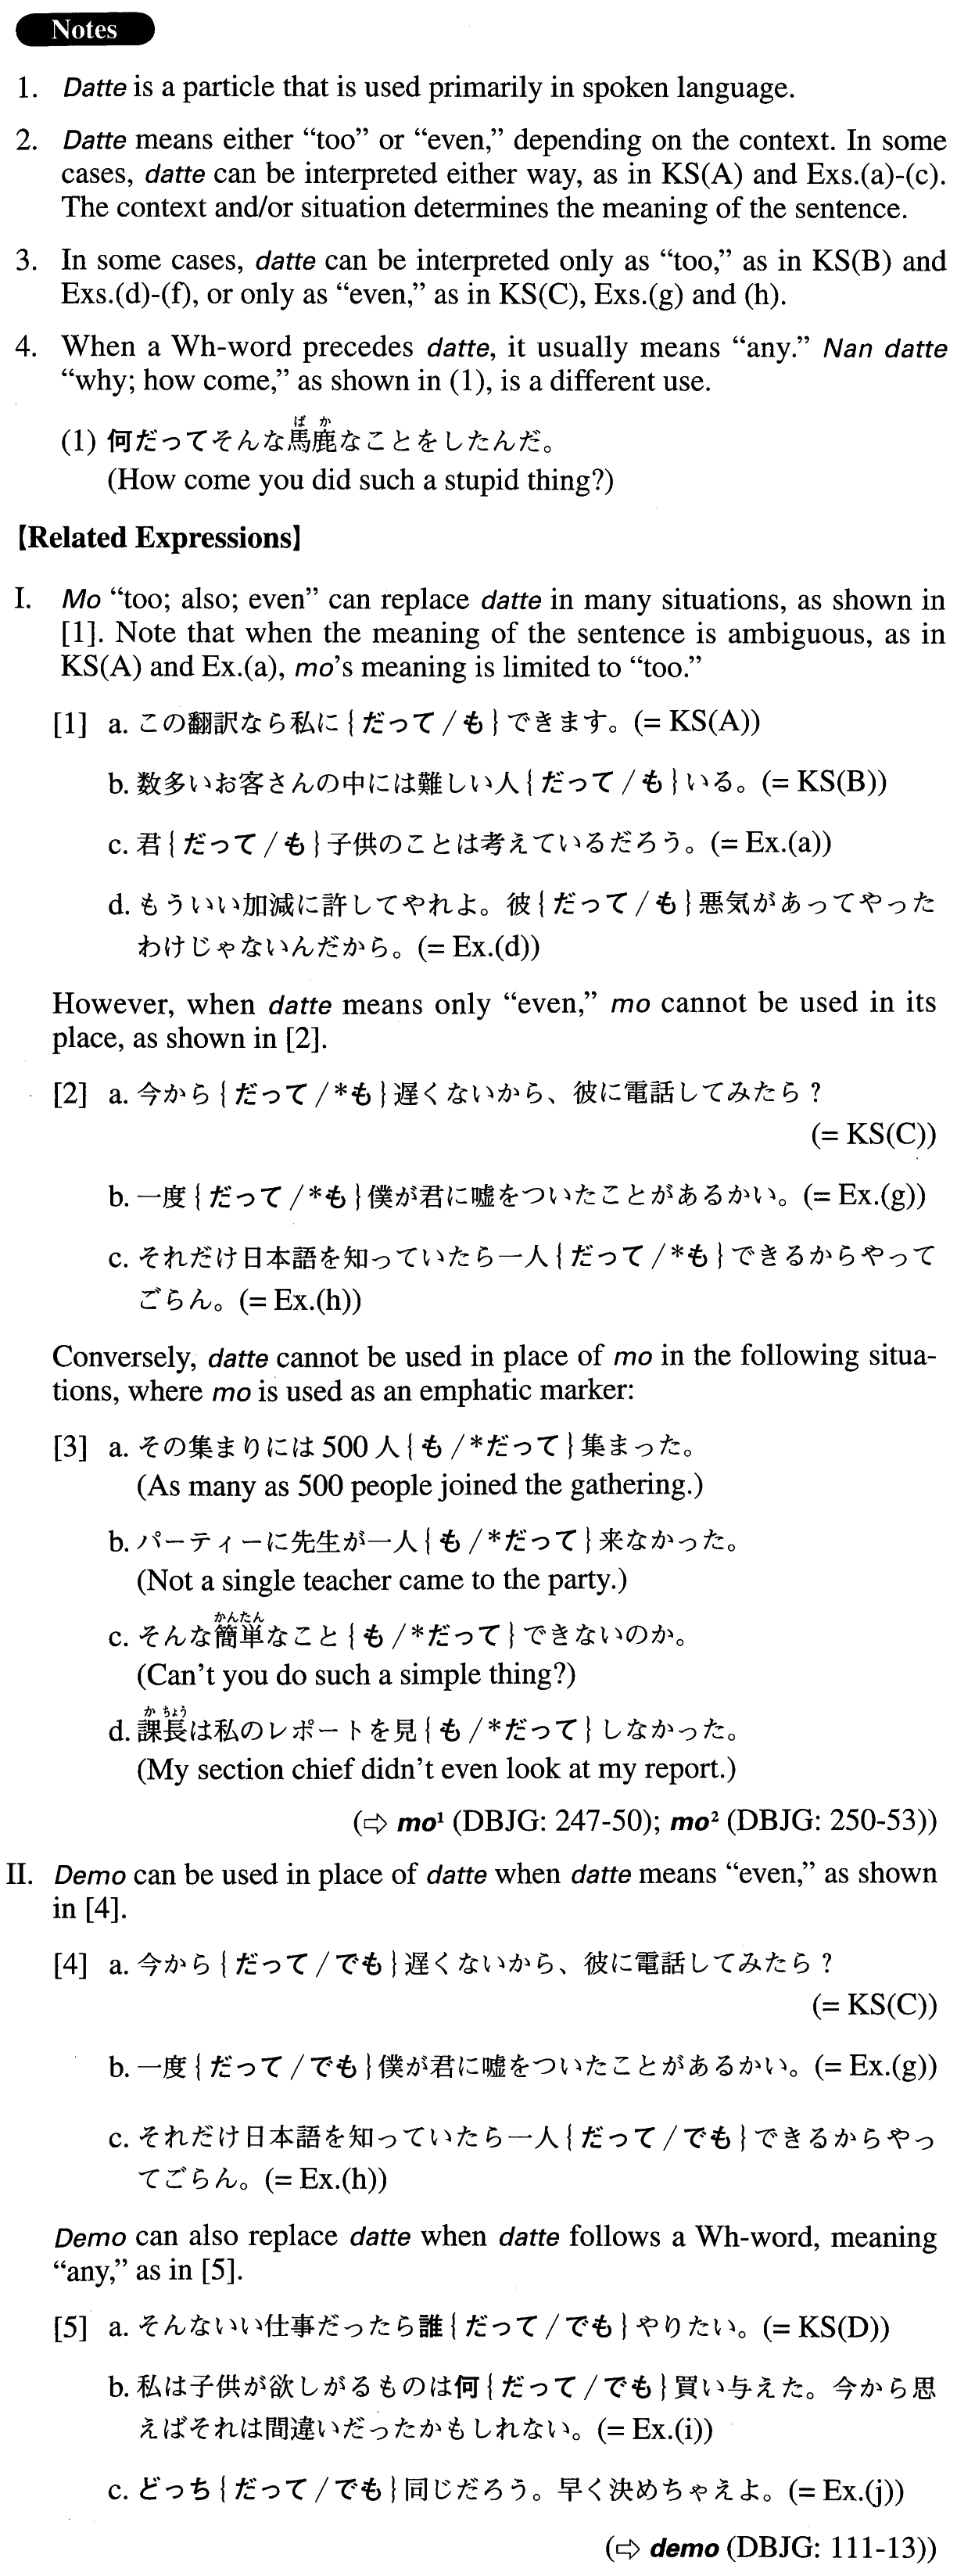 Notes
1. Datte is a particle that is used primarily in spoken language.
2. Datte means either “too” or “even,” depending on the context. In some
cases, datte can be interpreted either way, as in KS(A) and Exs.(a)-(c).
The context and/or situation determines the meaning of the sentence.
3. In some cases, datte can be interpreted only as “too,” as in KS(B) and
Exs.(d)-(f), or only as “even,” as in KS(C), Exs.(g) and (h).
4. When a Wh-word precedes datte, it usually means “any.” Nan datte
“why; how come,” as shown in (1), is a different use.
ばか
(1) 何だってそんな馬鹿なことをしたんだ。
(How come you did such a stupid thing?)
【Related Expressions】
I. Mo “too; also; even” can replace datte in many situations, as shown in
[1]. Note that when the meaning of the sentence is ambiguous, as in
KS(A) and Ex.(a), mo’s meaning is limited to “too.”
[1] a. この翻訳なら私に{だって/も}できます。(= KS(A))
b. 数多いお客さんの中には難しい人{だって/も}いる。(= KS(B))
c. 君{だって/も}子供のことは考えているだろう。(= Ex.(a))
d. もういい加減に許してやれよ。彼{だって/も}悪気があってやった
わけじゃないんだから。(= Ex.(d))
However, when datte means only “even,” mo cannot be used in its
place, as shown in [2].
[2] a. 今から{だって/*も}遅くないから、彼に電話してみたら?
(= KS(C))
b. 一度{だって/*も}僕が君に嘘をついたことがあるかい。(= Ex.(g))
c. それだけ日本語を知っていたら一人{だって/*も}できるからやって
ごらん。(= Ex.(h))
Conversely, datte cannot be used in place of mo in the following situa-
tions, where mo is used as an emphatic marker:
[3] a. その集まりには500人{も/*だって}集まった。
(As many as 500 people joined the gathering.)
b. パーティーに先生が一人{も/*だって}来なかった。
(Not a single teacher came to the party.)
かんたん
c. そんな簡単なこと{も/*だって}できないのか。
(Can’t you do such a simple thing?)
かちょう
d. 課長は私のレポートを見{も/*だって}しなかった。
(My section chief didn’t even look at my report.)
(⇨ mo¹ (DBJG: 247-50); mo² (DBJG: 250-53))
II. Demo can be used in place of datte when datte means “even,” as shown
in [4].
[4] a. 今から{だって/でも}遅くないから、彼に電話してみたら?
(= KS(C))
b. 一度{だって/でも}僕が君に嘘をついたことがあるかい。(= Ex.(g))
c. それだけ日本語を知っていたら一人{だって/でも}できるからやっ
てごらん。(= Ex.(h))
Demo can also replace datte when datte follows a Wh-word, meaning
“any,” as in [5].
[5] a. そんないい仕事だったら誰{だって/でも}やりたい。(= KS(D))
b. 私は子供が欲しがるものは何{だって/でも}買い与えた。今から思
えばそれは間違いだったかもしれない。(= Ex.(i))
c. どっち{だって/でも}同じだろう。早く決めちゃえよ。(= Ex.(j))
(⇨ demo (DBJG: 111-13))